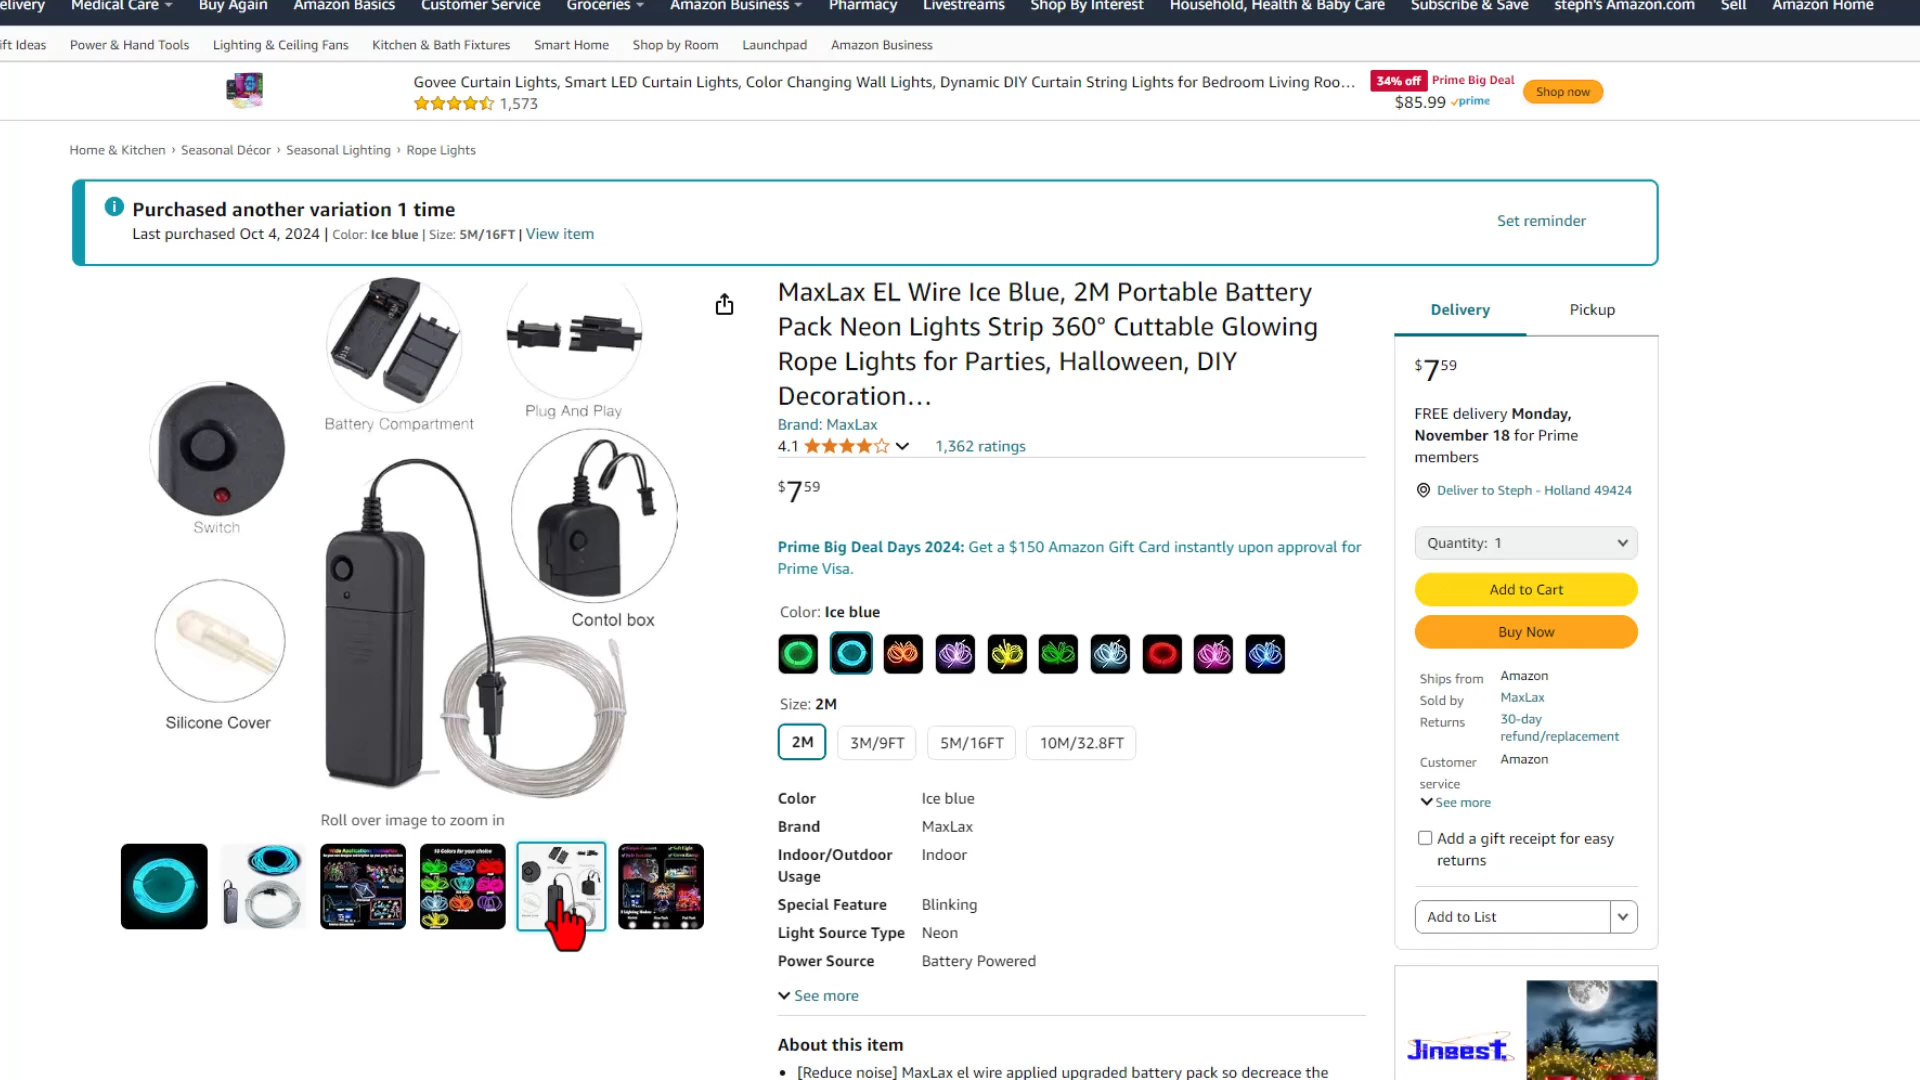 elivery Medical Care Buy Again Amazon Basics Customer Service Groceries Amazon Business Pharmacy Livestreams Shop By Interest Household, Health & Baby Care Subscribe & Save steph's Amazon.com Sell Amazon Home
ift Ideas Power & Hand Tools Lighting & Ceiling Fans Kitchen & Bath Fixtures Smart Home Shop by Room Launchpad Amazon Business
Govee Curtain Lights, Smart LED Curtain Lights, Color Changing Wall Lights, Dynamic DIY Curtain String Lights for Bedroom Living Roo...
34% off Prime Big Deal
1,573
$85.99 prime
Shop now
Home & Kitchen › Seasonal Décor › Seasonal Lighting › Rope Lights
Purchased another variation 1 time
Last purchased Oct 4, 2024 | Color: Ice blue | Size: 5M/16FT | View item
Set reminder
Battery Compartment
Plug And Play
Switch
Contol box
Silicone Cover
Roll over image to zoom in
10 Colors for your choice
MaxLax EL Wire Ice Blue, 2M Portable Battery
Pack Neon Lights Strip 360° Cuttable Glowing
Rope Lights for Parties, Halloween, DIY
Decoration...
Brand: MaxLax
4.1 1,362 ratings
$7 59
Prime Big Deal Days 2024: Get a $150 Amazon Gift Card instantly upon approval for
Prime Visa.
Color: Ice blue
Size: 2M
2M 3M/9FT 5M/16FT 10M/32.8FT
Color Ice blue
Brand MaxLax
Indoor/Outdoor Indoor
Usage
Special Feature Blinking
Light Source Type Neon
Power Source Battery Powered
See more
About this item
• [Reduce noise] MaxLax el wire applied upgraded battery pack so decreace the
Delivery Pickup
$7 59
FREE delivery Monday,
November 18 for Prime
members
Deliver to Steph - Holland 49424
Quantity: 1
Add to Cart
Buy Now
Ships from Amazon
Sold by MaxLax
Returns 30-day
refund/replacement
Customer Amazon
service
See more
Add a gift receipt for easy
returns
Add to List
Jinbest.